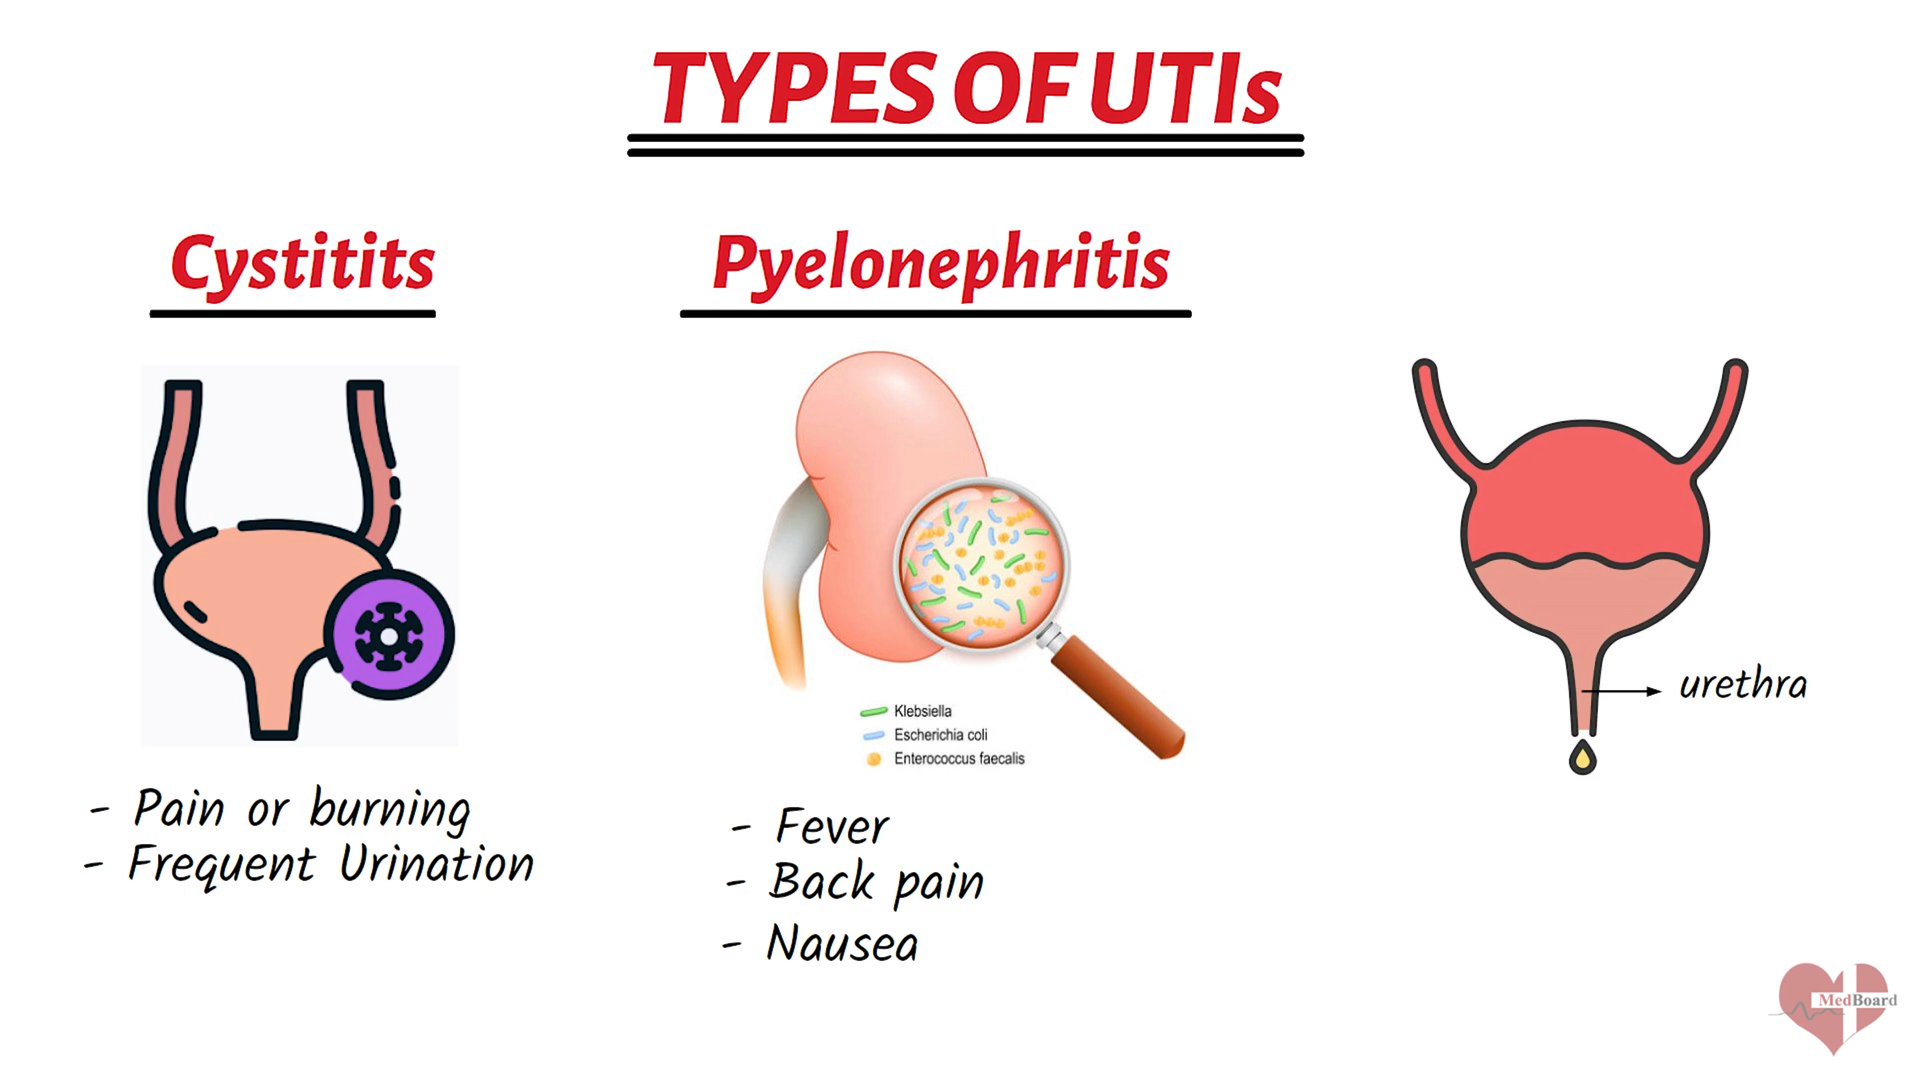 TYPES OF UTIs
Cystitits
Pyelonephritis
Klebsiella
Escherichia coli
Enterococcus faecalis
urethra
- Pain or burning
- Frequent Urination
- Fever
- Back pain
- Nausea
MedBoard